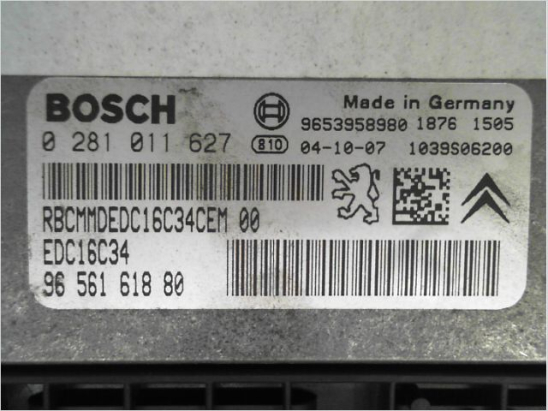 BOSCH
Made in Germany
9653958980 1876 1505
0 281 011 627 810 04-10-07 1039S06200
RBCMMDEDC16C34CEM 00
EDC16C34
96 561 618 80